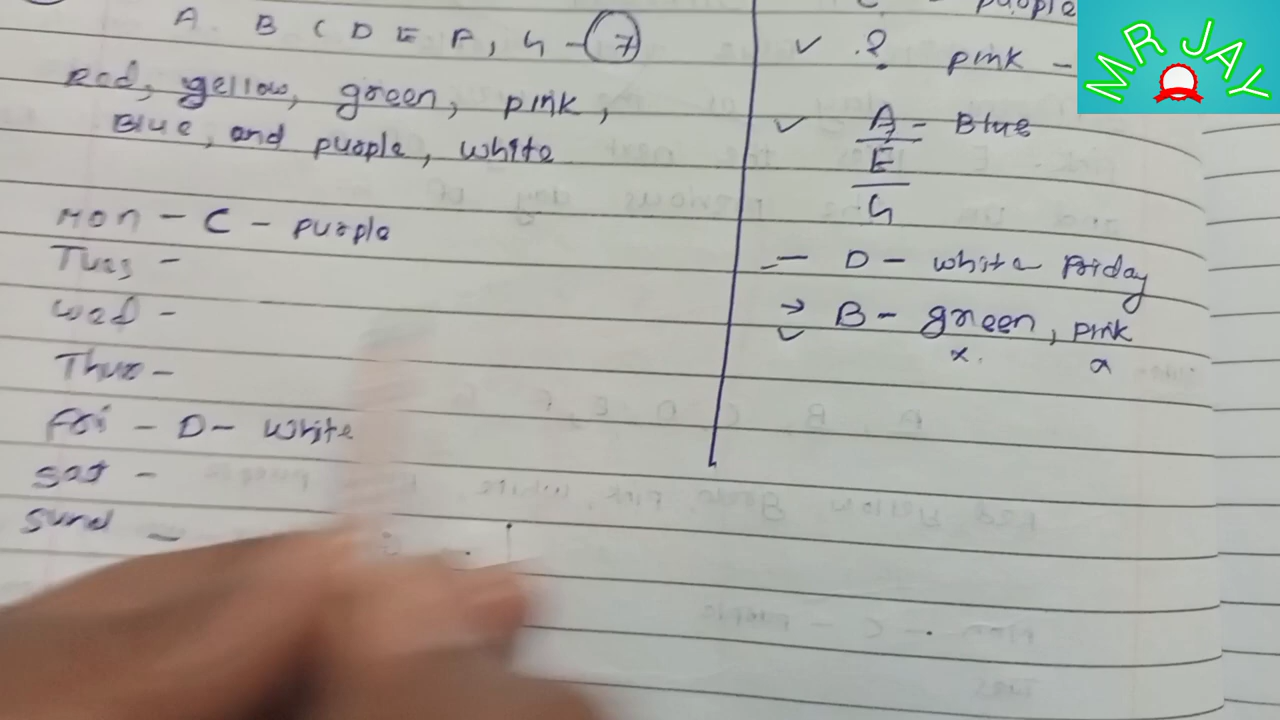 A B C D E F, G - 7
Red, yellow, green, pink,
Blue, and purple, white
Mon - C - purple
Tues -
Wed -
Thur -
Fri - D - white
Sat -
Sund -
purple
✓ .? pink -
✓ A - Blue
E
G
- D - white Friday
→ B - green, pink
✓ x. x
MR JAY